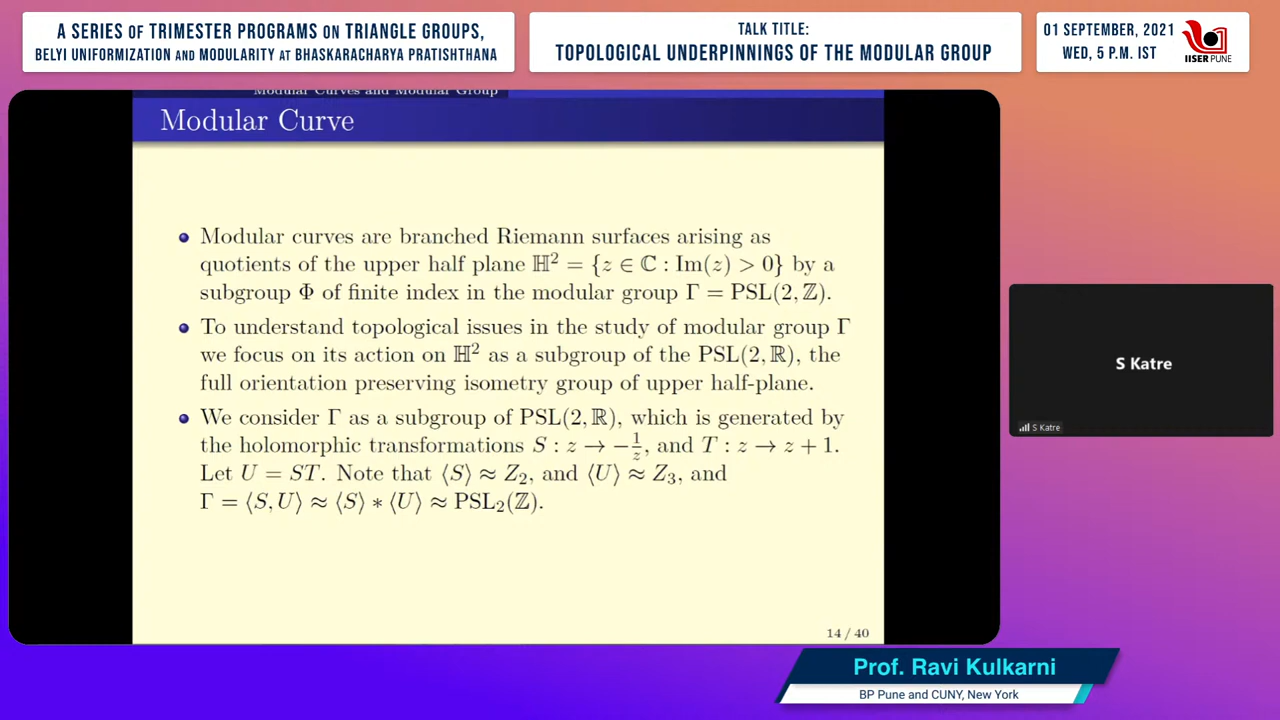 A SERIES OF TRIMESTER PROGRAMS ON TRIANGLE GROUPS,
BELYI UNIFORMIZATION AND MODULARITY AT BHASKARACHARYA PRATISHTHANA
TALK TITLE:
TOPOLOGICAL UNDERPINNINGS OF THE MODULAR GROUP
01 SEPTEMBER, 2021
WED, 5 P.M. IST
IISER PUNE
Modular Curves and Modular Group
Modular Curve
Modular curves are branched Riemann surfaces arising as
quotients of the upper half plane ℍ² = {z ∈ ℂ : Im(z) > 0} by a
subgroup Φ of finite index in the modular group Γ = PSL(2, ℤ).
To understand topological issues in the study of modular group Γ
we focus on its action on ℍ² as a subgroup of the PSL(2, ℝ), the
full orientation preserving isometry group of upper half-plane.
We consider Γ as a subgroup of PSL(2, ℝ), which is generated by
the holomorphic transformations S : z → −1/z, and T : z → z + 1.
Let U = ST. Note that ⟨S⟩ ≈ Z₂, and ⟨U⟩ ≈ Z₃, and
Γ = ⟨S, U⟩ ≈ ⟨S⟩ ∗ ⟨U⟩ ≈ PSL₂(ℤ).
14 / 40
S Katre
S Katre
Prof. Ravi Kulkarni
BP Pune and CUNY, New York